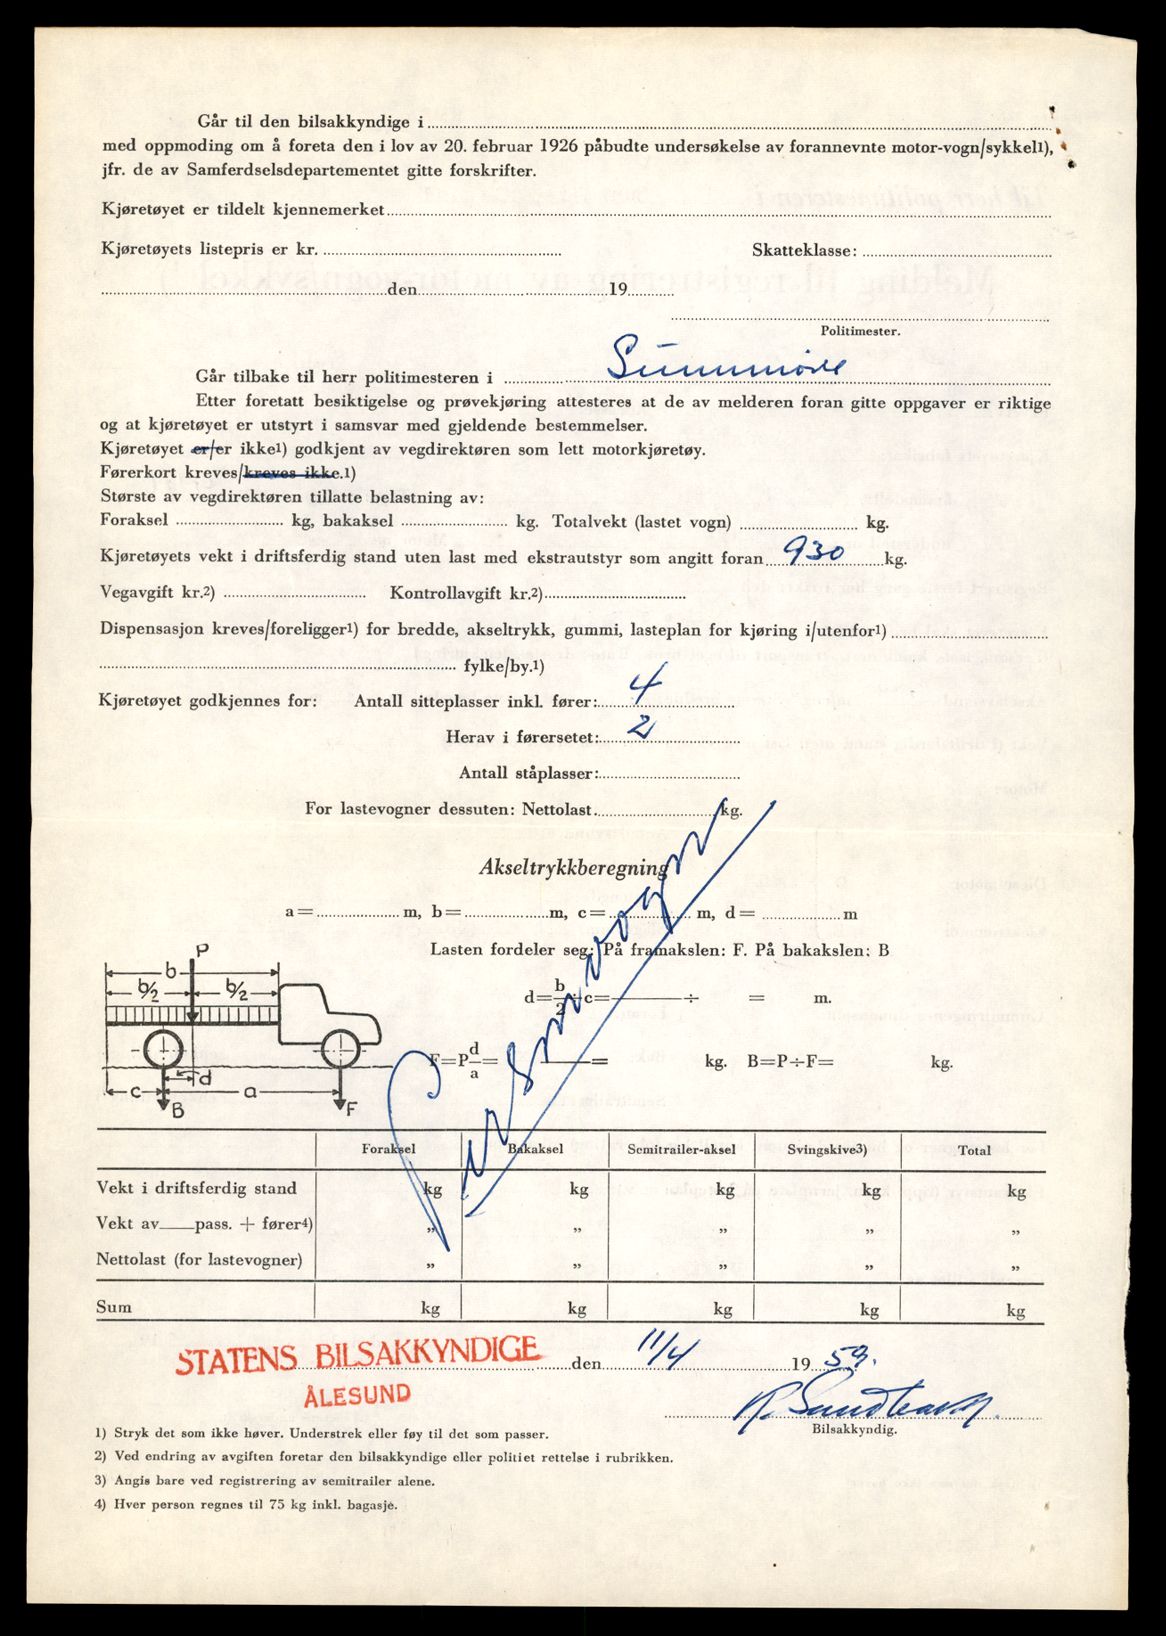 Går til den bilsakkyndige i
med oppmoding om å foreta den i lov av 20. februar 1926 påbudte undersøkelse av forannevnte motor-vogn/sykkel1),
jfr. de av Samferdselsdepartementet gitte forskrifter.
Kjøretøyet er tildelt kjennemerket
Kjøretøyets listepris er kr. Skatteklasse:
den 19
Politimester.
Går tilbake til herr politimesteren i Sunnmøre
Etter foretatt besiktigelse og prøvekjøring attesteres at de av melderen foran gitte oppgaver er riktige
og at kjøretøyet er utstyrt i samsvar med gjeldende bestemmelser.
Kjøretøyet er/er ikke1) godkjent av vegdirektøren som lett motorkjøretøy.
Førerkort kreves/kreves ikke.1)
Største av vegdirektøren tillatte belastning av:
Foraksel kg, bakaksel kg. Totalvekt (lastet vogn) kg.
Kjøretøyets vekt i driftsferdig stand uten last med ekstrautstyr som angitt foran 930 kg.
Vegavgift kr.2) Kontrollavgift kr.2)
Dispensasjon kreves/foreligger1) for bredde, akseltrykk, gummi, lasteplan for kjøring i/utenfor1)
fylke/by.1)
Kjøretøyet godkjennes for: Antall sitteplasser inkl. fører: 4
Herav i førersetet: 2
Antall ståplasser:
For lastevogner dessuten: Nettolast. kg.
Akseltrykkberegning
a= m, b= m, c= m, d= m
Lasten fordeler seg: På framakslen: F. På bakakslen: B
d=b/2÷c= ÷ = m.
F=P d/a= = kg. B=P÷F= kg.
P
b
b/2 b/2
d
c a
B F
Personvogn
Foraksel Bakaksel Semitrailer-aksel Svingskive3) Total
Vekt i driftsferdig stand kg kg kg kg kg
Vekt av pass. + fører4) „ „ „ „ „
Nettolast (for lastevogner) „ „ „ „ „
Sum kg kg kg kg kg
STATENS BILSAKKYNDIGE den 11/4 1959.
ÅLESUND
Bilsakkyndig.
1) Stryk det som ikke høver. Understrek eller føy til det som passer.
2) Ved endring av avgiften foretar den bilsakkyndige eller politiet rettelse i rubrikken.
3) Angis bare ved registrering av semitrailer alene.
4) Hver person regnes til 75 kg inkl. bagasje.